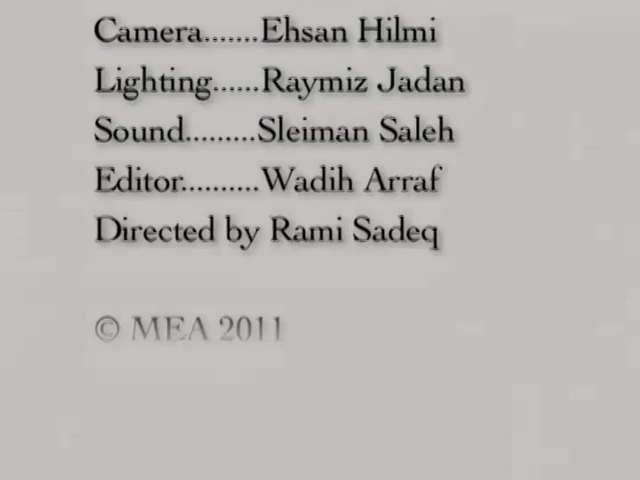 Camera.......Ehsan Hilmi
Lighting......Raymiz Jadan
Sound.........Sleiman Saleh
Editor..........Wadih Arraf
Directed by Rami Sadeq
© MEA 2011